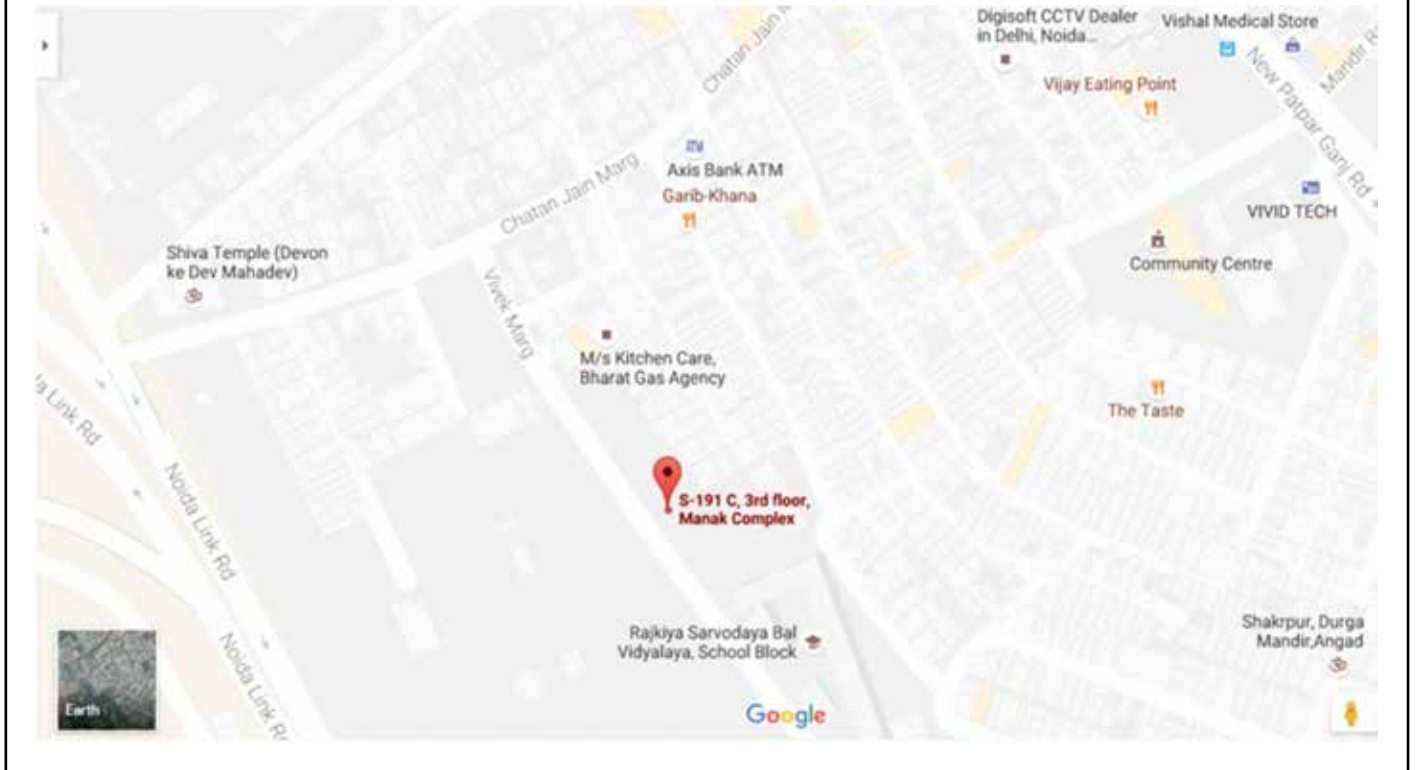 Digisoft CCTV Dealer
in Delhi, Noida...
Vishal Medical Store
Vijay Eating Point
New Patpar Ganj Rd
Chatan Jain
Mandir
ATM
Axis Bank ATM
Garib-Khana
Chatan Jain Marg
VIVID TECH
Community Centre
Shiva Temple (Devon
ke Dev Mahadev)
Vivek Marg
M/s Kitchen Care,
Bharat Gas Agency
The Taste
Link Rd
Noida Link Rd
S-191 C, 3rd floor,
Manak Complex
Rajkiya Sarvodaya Bal
Vidyalaya, School Block
Shakrpur, Durga
Mandir,Angad
Noida Link R
Earth
Google